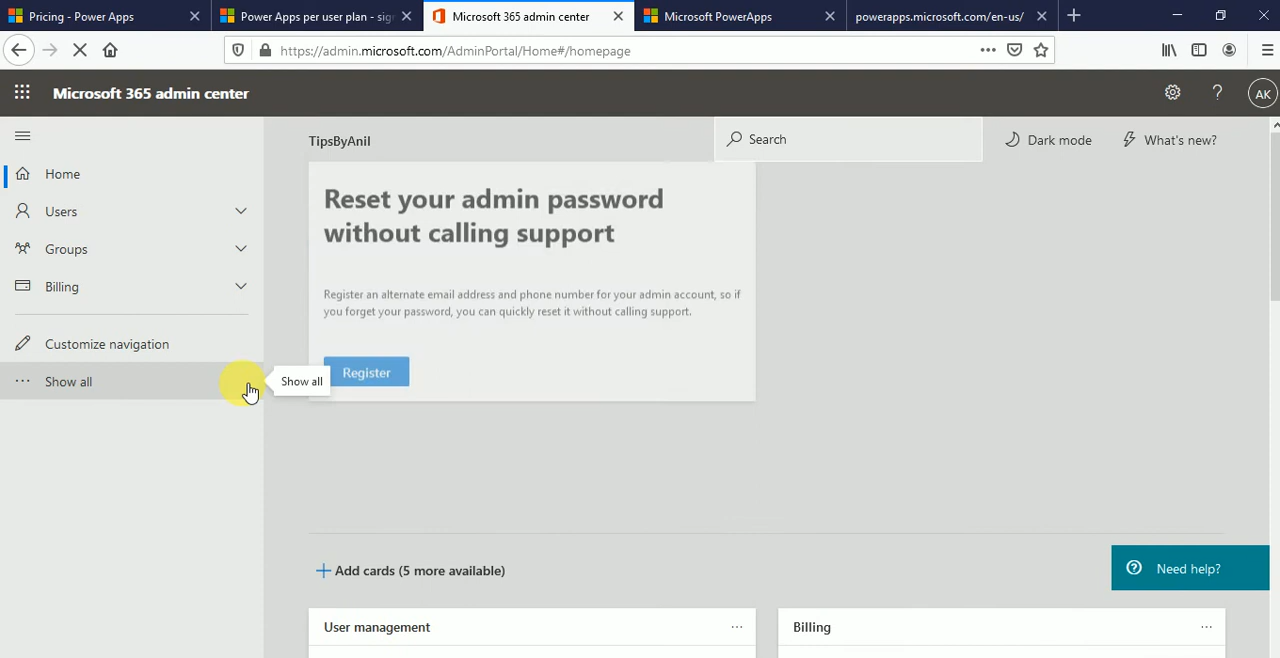 Pricing - Power Apps
Power Apps per user plan - sig
Microsoft 365 admin center
Microsoft PowerApps
powerapps.microsoft.com/en-us/
https://admin.microsoft.com/AdminPortal/Home#/homepage
Microsoft 365 admin center
AK
TipsByAnil
Search
Dark mode
What's new?
Home
Users
Groups
Billing
Customize navigation
Show all
Show all
Reset your admin password
without calling support
Register an alternate email address and phone number for your admin account, so if
you forget your password, you can quickly reset it without calling support.
Register
Add cards (5 more available)
Need help?
User management
Billing